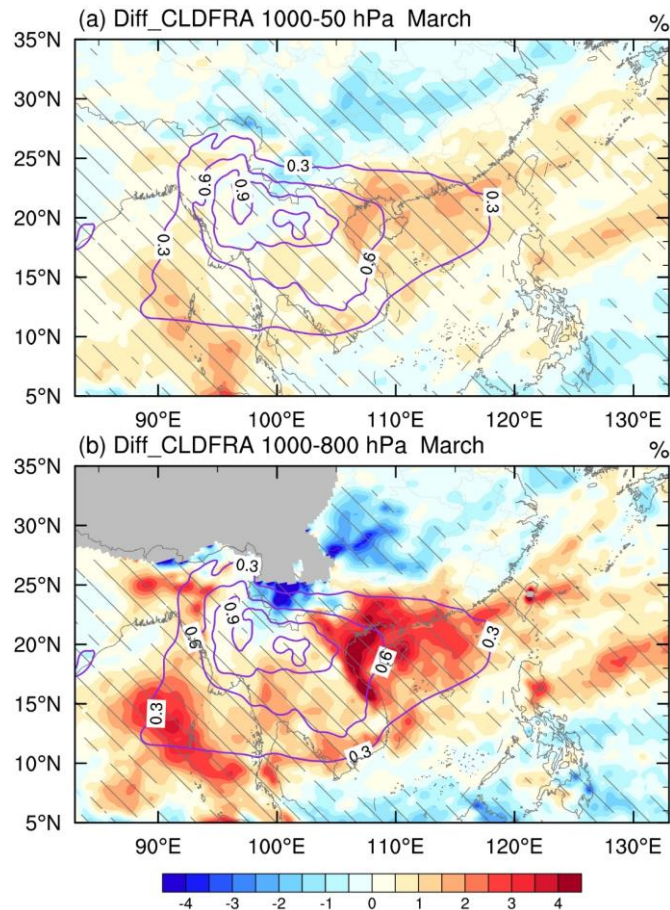 (a) Diff_CLDFRA 1000-50 hPa March %
35°N
30°N
25°N
20°N
15°N
10°N
5°N
0.3
0.6
0.9
0.3
0.3
0.6
90°E 100°E 110°E 120°E 130°E
(b) Diff_CLDFRA 1000-800 hPa March %
35°N
30°N
25°N
20°N
15°N
10°N
5°N
0.3
0.9
0.6
0.3
0.6
0.3
0.3
90°E 100°E 110°E 120°E 130°E
-4 -3 -2 -1 0 1 2 3 4